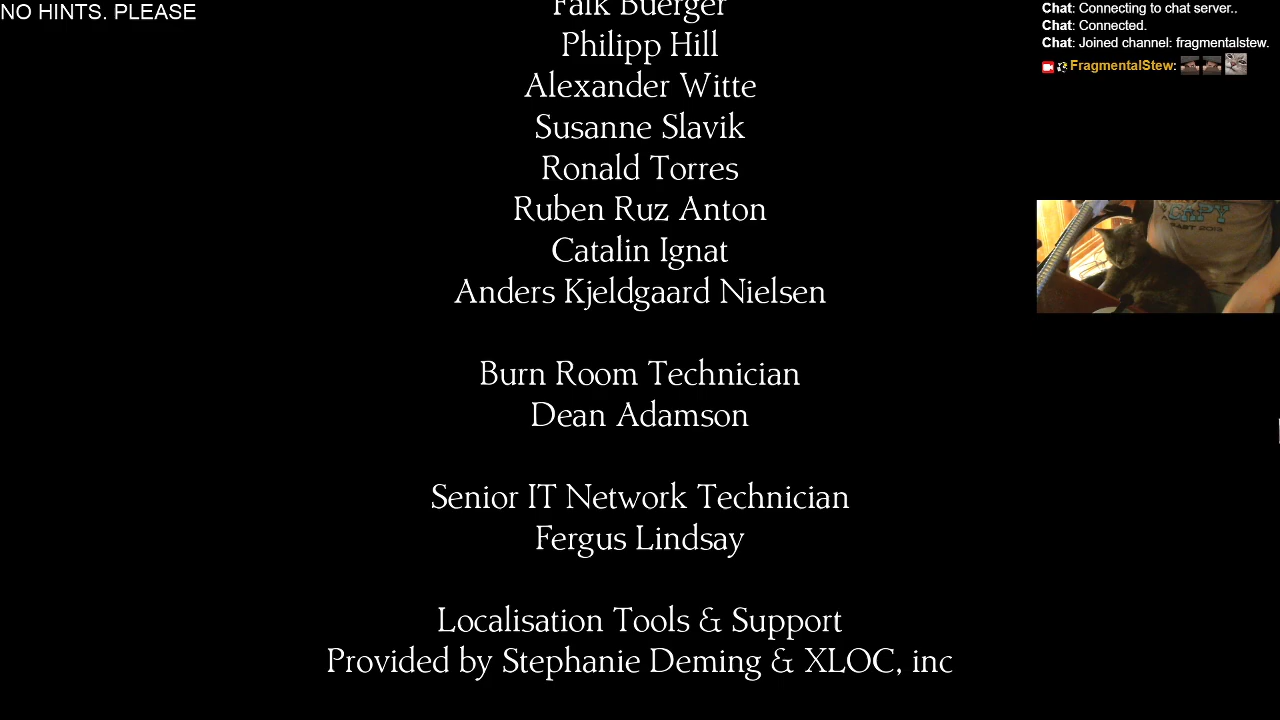 NO HINTS. PLEASE
Falk Buerger
Philipp Hill
Alexander Witte
Susanne Slavik
Ronald Torres
Ruben Ruz Anton
Catalin Ignat
Anders Kjeldgaard Nielsen
Burn Room Technician
Dean Adamson
Senior IT Network Technician
Fergus Lindsay
Localisation Tools & Support
Provided by Stephanie Deming & XLOC, inc
Chat: Connecting to chat server..
Chat: Connected.
Chat: Joined channel: fragmentalstew.
FragmentalStew: